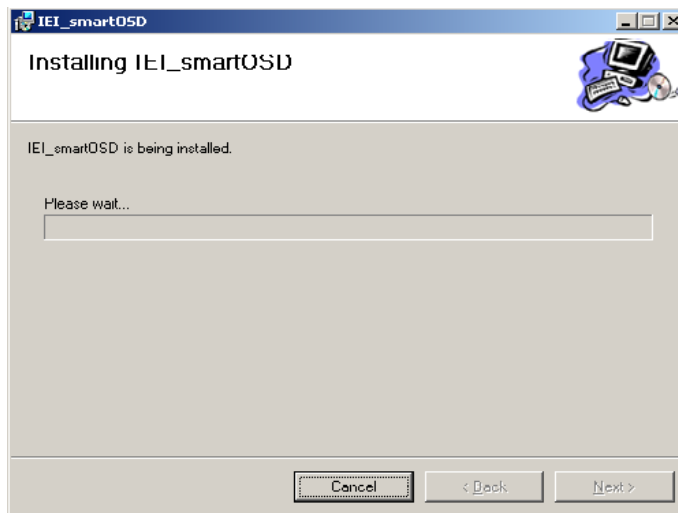 IEI_smartOSD
Installing IEI_smartOSD
IEI_smartOSD is being installed.
Please wait...
Cancel
< Back
Next >